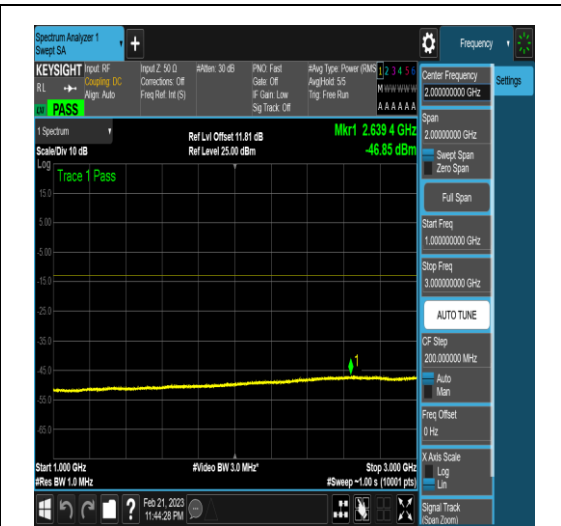 Spectrum Analyzer 1
Swept SA
+
Frequency
KEYSIGHT Input: RF
RL Coupling: DC
Align: Auto
PASS
Input Z: 50 Ω
Corrections: Off
Freq Ref: Int (S)
#Atten: 30 dB
PNO: Fast
Gate: Off
IF Gain: Low
Sig Track: Off
#Avg Type: Power (RMS
Avg|Hold: 5/5
Trig: Free Run
1 2 3 4 5 6
M W W W W W
A A A A A A
1 Spectrum
Scale/Div 10 dB
Ref Lvl Offset 11.81 dB
Ref Level 25.00 dBm
Mkr1 2.639 4 GHz
-46.85 dBm
Log
Trace 1 Pass
15.0
5.00
-5.00
-15.0
-25.0
-35.0
-45.0
-55.0
-65.0
1
Start 1.000 GHz
#Res BW 1.0 MHz
#Video BW 3.0 MHz*
Stop 3.000 GHz
#Sweep ~1.00 s (10001 pts)
Feb 21, 2023
11:44:28 PM
Center Frequency
2.000000000 GHz
Settings
Span
2.00000000 GHz
Swept Span
Zero Span
Full Span
Start Freq
1.000000000 GHz
Stop Freq
3.000000000 GHz
AUTO TUNE
CF Step
200.000000 MHz
Auto
Man
Freq Offset
0 Hz
X Axis Scale
Log
Lin
Signal Track
(Span Zoom)